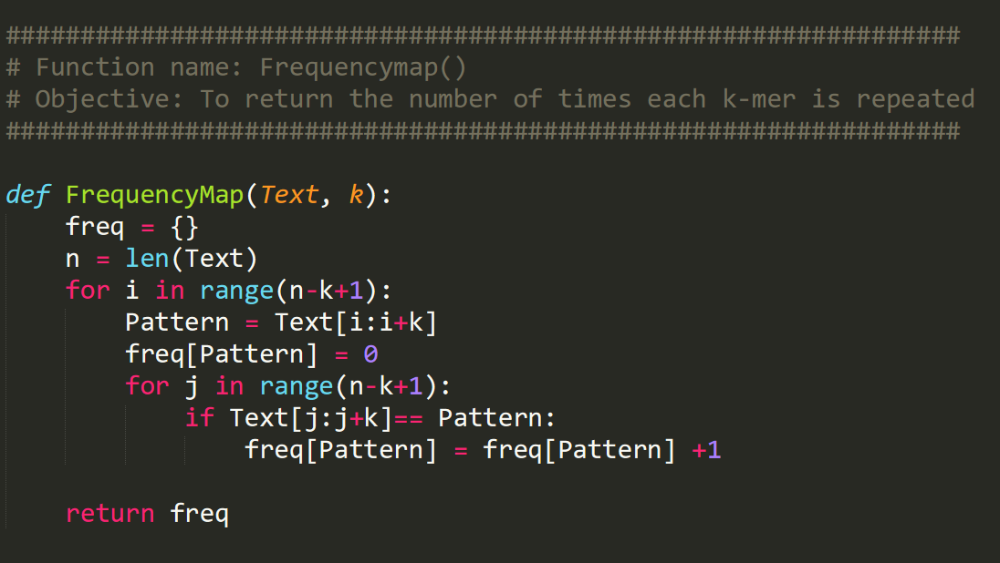 ################################################################
# Function name: Frequencymap()
# Objective: To return the number of times each k-mer is repeated
################################################################
def FrequencyMap(Text, k):
    freq = {}
    n = len(Text)
    for i in range(n-k+1):
        Pattern = Text[i:i+k]
        freq[Pattern] = 0
        for j in range(n-k+1):
            if Text[j:j+k]== Pattern:
                freq[Pattern] = freq[Pattern] +1
    return freq